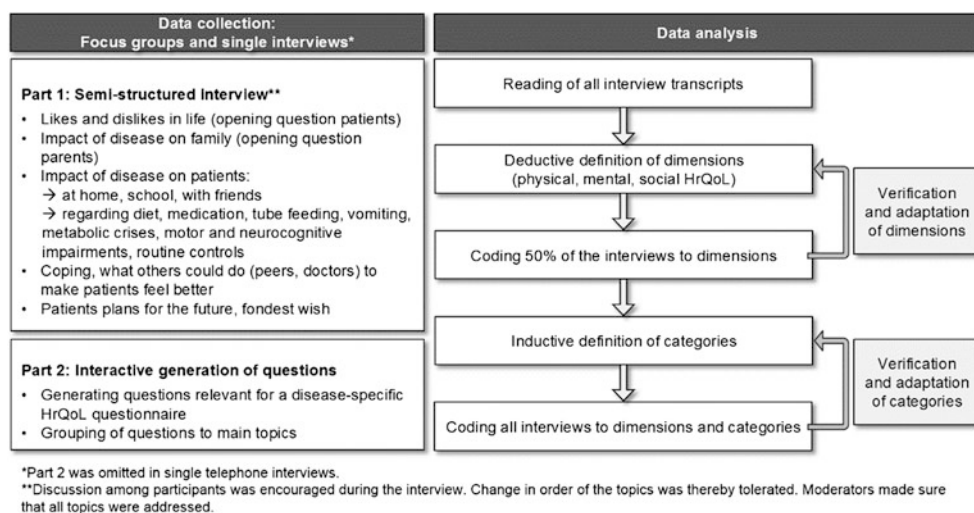 Data collection:
Focus groups and single interviews*
Part 1: Semi-structured Interview**
• Likes and dislikes in life (opening question patients)
• Impact of disease on family (opening question
parents)
• Impact of disease on patients:
→ at home, school, with friends
→ regarding diet, medication, tube feeding, vomiting,
metabolic crises, motor and neurocognitive
impairments, routine controls
• Coping, what others could do (peers, doctors) to
make patients feel better
• Patients plans for the future, fondest wish
Part 2: Interactive generation of questions
• Generating questions relevant for a disease-specific
HrQoL questionnaire
• Grouping of questions to main topics
Data analysis
Reading of all interview transcripts
Deductive definition of dimensions
(physical, mental, social HrQoL)
Coding 50% of the interviews to dimensions
Verification
and adaptation
of dimensions
Inductive definition of categories
Coding all interviews to dimensions and categories
Verification
and adaptation
of categories
*Part 2 was omitted in single telephone interviews.
**Discussion among participants was encouraged during the interview. Change in order of the topics was thereby tolerated. Moderators made sure
that all topics were addressed.